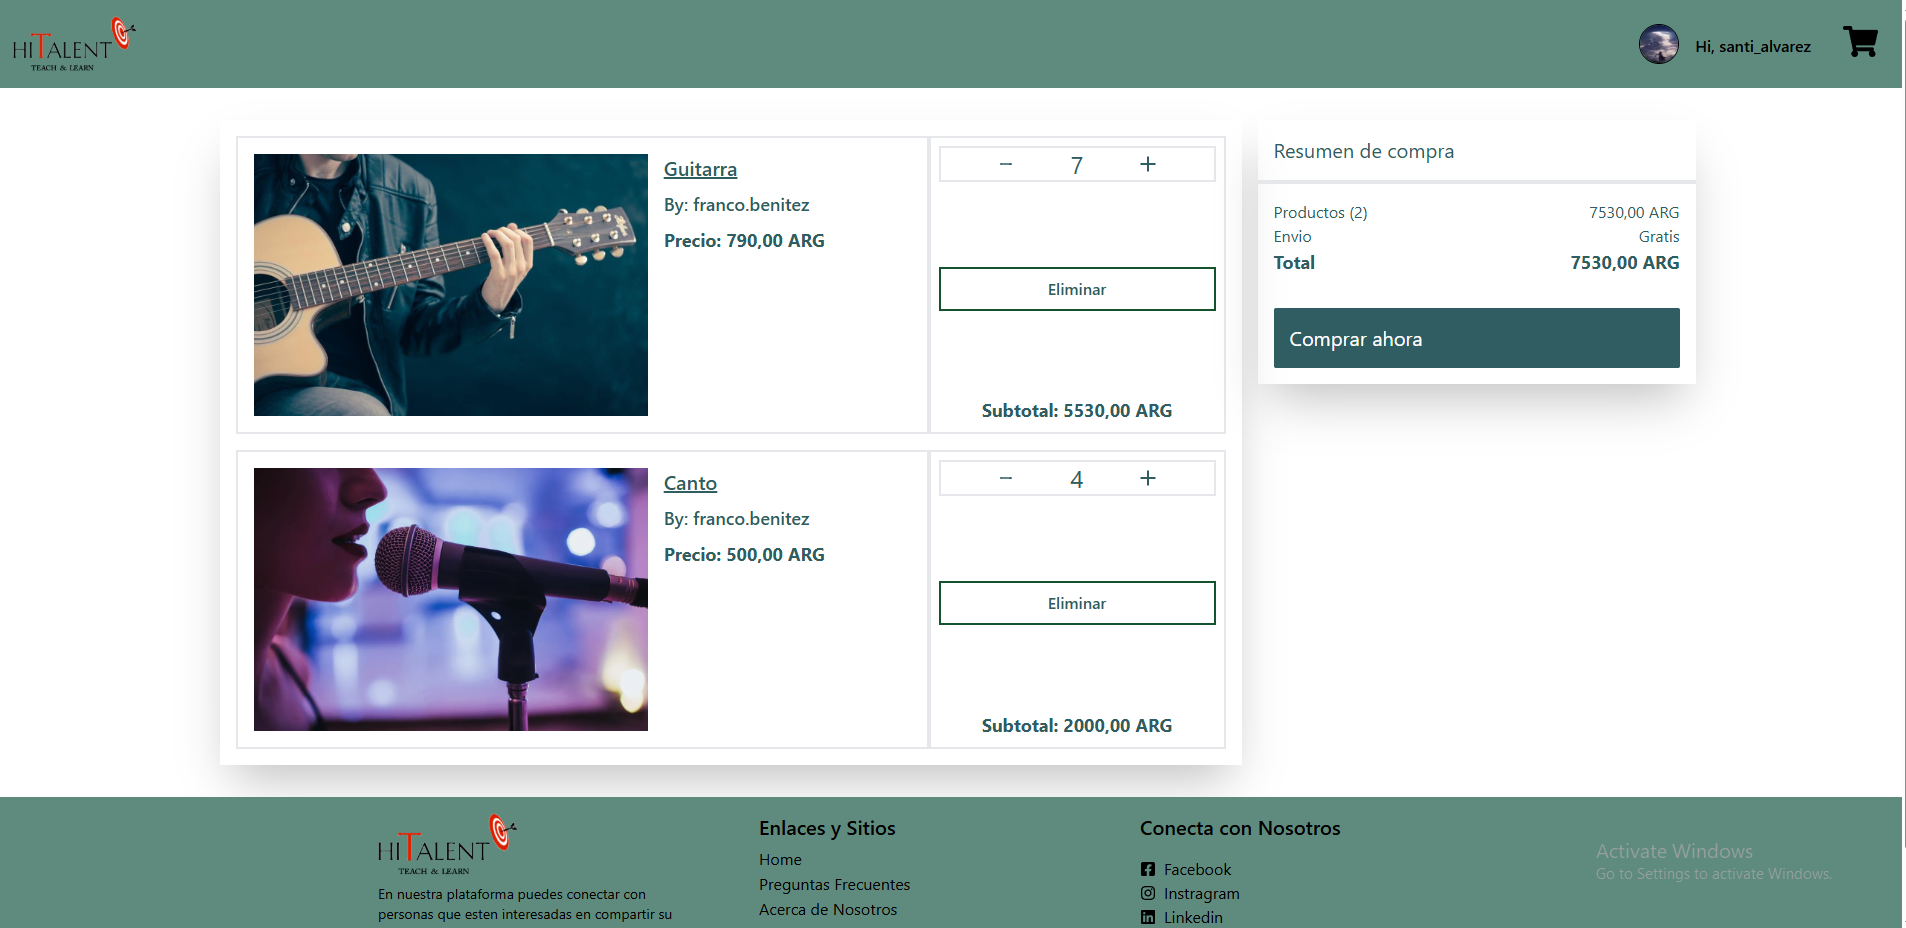 HITALENT
TEACH & LEARN
Hi, santi_alvarez
Guitarra
By: franco.benitez
Precio: 790,00 ARG
− 7 +
Eliminar
Subtotal: 5530,00 ARG
Canto
By: franco.benitez
Precio: 500,00 ARG
− 4 +
Eliminar
Subtotal: 2000,00 ARG
Resumen de compra
Productos (2) 7530,00 ARG
Envio Gratis
Total 7530,00 ARG
Comprar ahora
HITALENT
TEACH & LEARN
En nuestra plataforma puedes conectar con
personas que esten interesadas en compartir su
Enlaces y Sitios
Home
Preguntas Frecuentes
Acerca de Nosotros
Conecta con Nosotros
Facebook
Instragram
Linkedin
Activate Windows
Go to Settings to activate Windows.